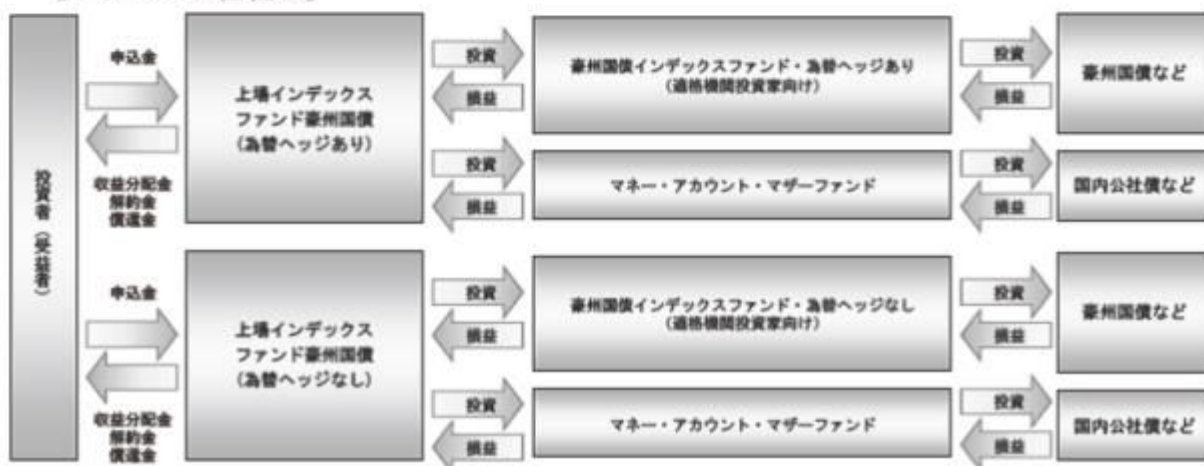 投資者（受益者）
申込金
収益分配金
解約金
償還金
上場インデックス
ファンド豪州国債
（為替ヘッジあり）
投資
損益
豪州国債インデックスファンド・為替ヘッジあり
（適格機関投資家向け）
投資
損益
豪州国債など
投資
損益
マネー・アカウント・マザーファンド
投資
損益
国内公社債など
申込金
収益分配金
解約金
償還金
上場インデックス
ファンド豪州国債
（為替ヘッジなし）
投資
損益
豪州国債インデックスファンド・為替ヘッジなし
（適格機関投資家向け）
投資
損益
豪州国債など
投資
損益
マネー・アカウント・マザーファンド
投資
損益
国内公社債など